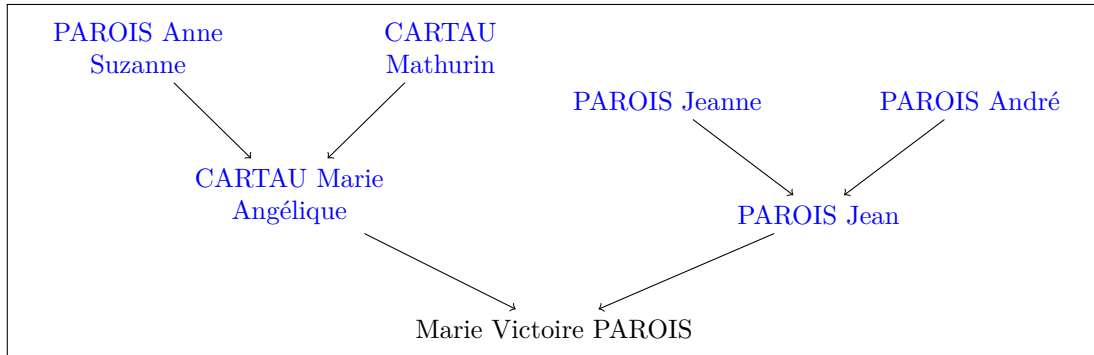 PAROIS Anne
Suzanne
CARTAU
Mathurin
PAROIS Jeanne
PAROIS André
CARTAU Marie
Angélique
PAROIS Jean
Marie Victoire PAROIS